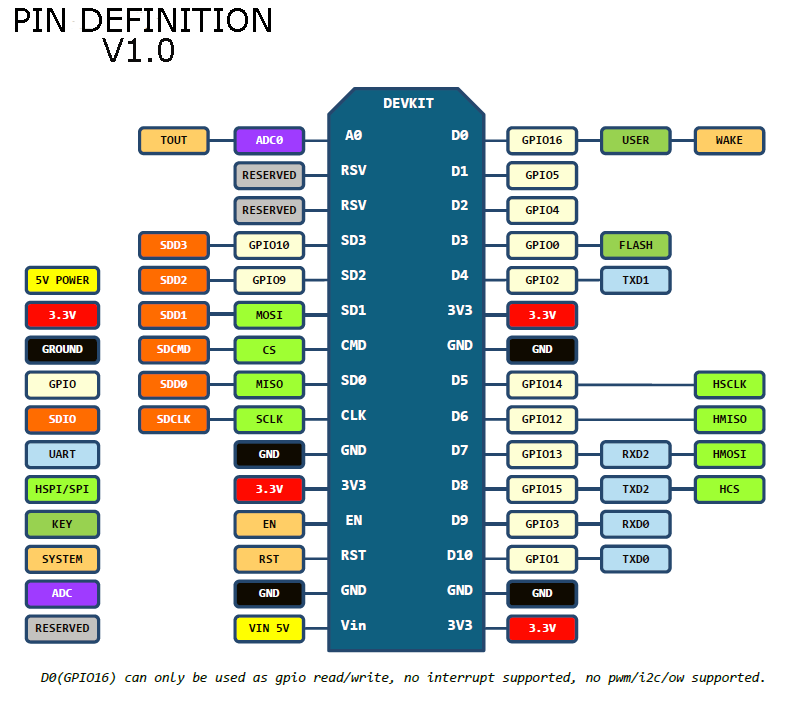 PIN DEFINITION
V1.0
DEVKIT
TOUT ADC0 A0 D0 GPIO16 USER WAKE
RESERVED RSV D1 GPIO5
RESERVED RSV D2 GPIO4
SDD3 GPIO10 SD3 D3 GPIO0 FLASH
5V POWER SDD2 GPIO9 SD2 D4 GPIO2 TXD1
3.3V SDD1 MOSI SD1 3V3 3.3V
GROUND SDCMD CS CMD GND GND
GPIO SDD0 MISO SD0 D5 GPIO14 HSCLK
SDIO SDCLK SCLK CLK D6 GPIO12 HMISO
UART GND GND D7 GPIO13 RXD2 HMOSI
HSPI/SPI 3.3V 3V3 D8 GPIO15 TXD2 HCS
KEY EN EN D9 GPIO3 RXD0
SYSTEM RST RST D10 GPIO1 TXD0
ADC GND GND GND GND
RESERVED VIN 5V Vin 3V3 3.3V
D0(GPIO16) can only be used as gpio read/write, no interrupt supported, no pwm/i2c/ow supported.